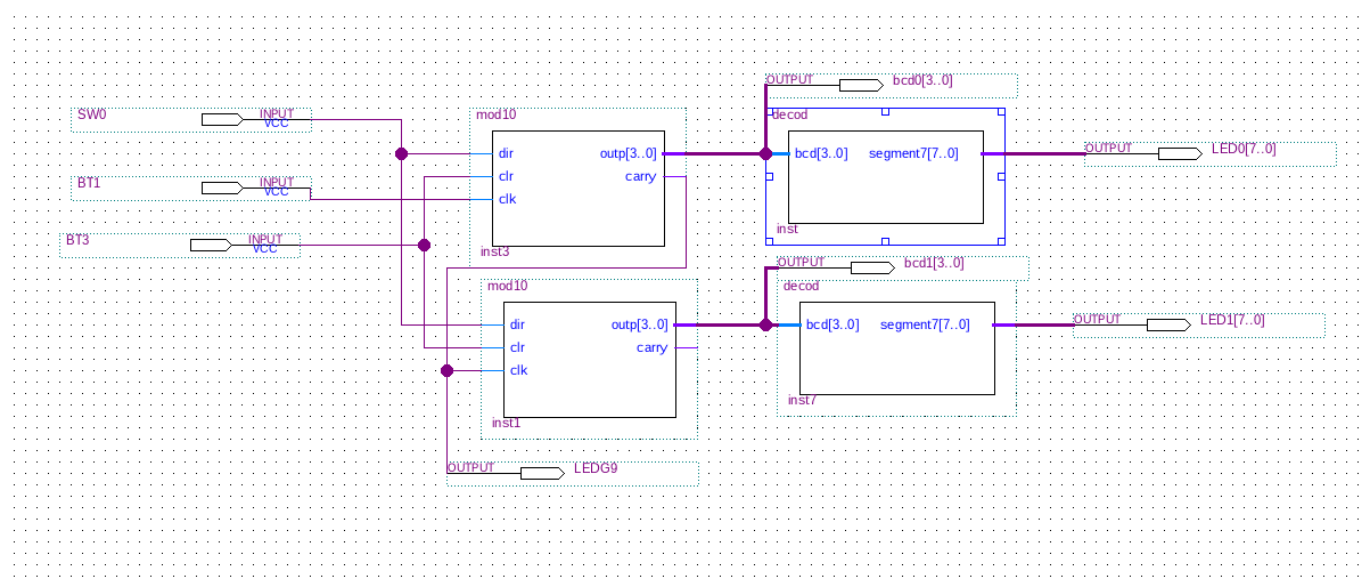 OUTPUT
bcd0[3..0]
SW0
INPUT
VCC
mod10
dir
clr
clk
outp[3..0]
carry
inst3
decod
bcd[3..0]
segment7[7..0]
inst
OUTPUT
LED0[7..0]
BT1
INPUT
VCC
BT3
INPUT
VCC
OUTPUT
bcd1[3..0]
mod10
dir
clr
clk
outp[3..0]
carry
inst1
decod
bcd[3..0]
segment7[7..0]
inst7
OUTPUT
LED1[7..0]
OUTPUT
LEDG9